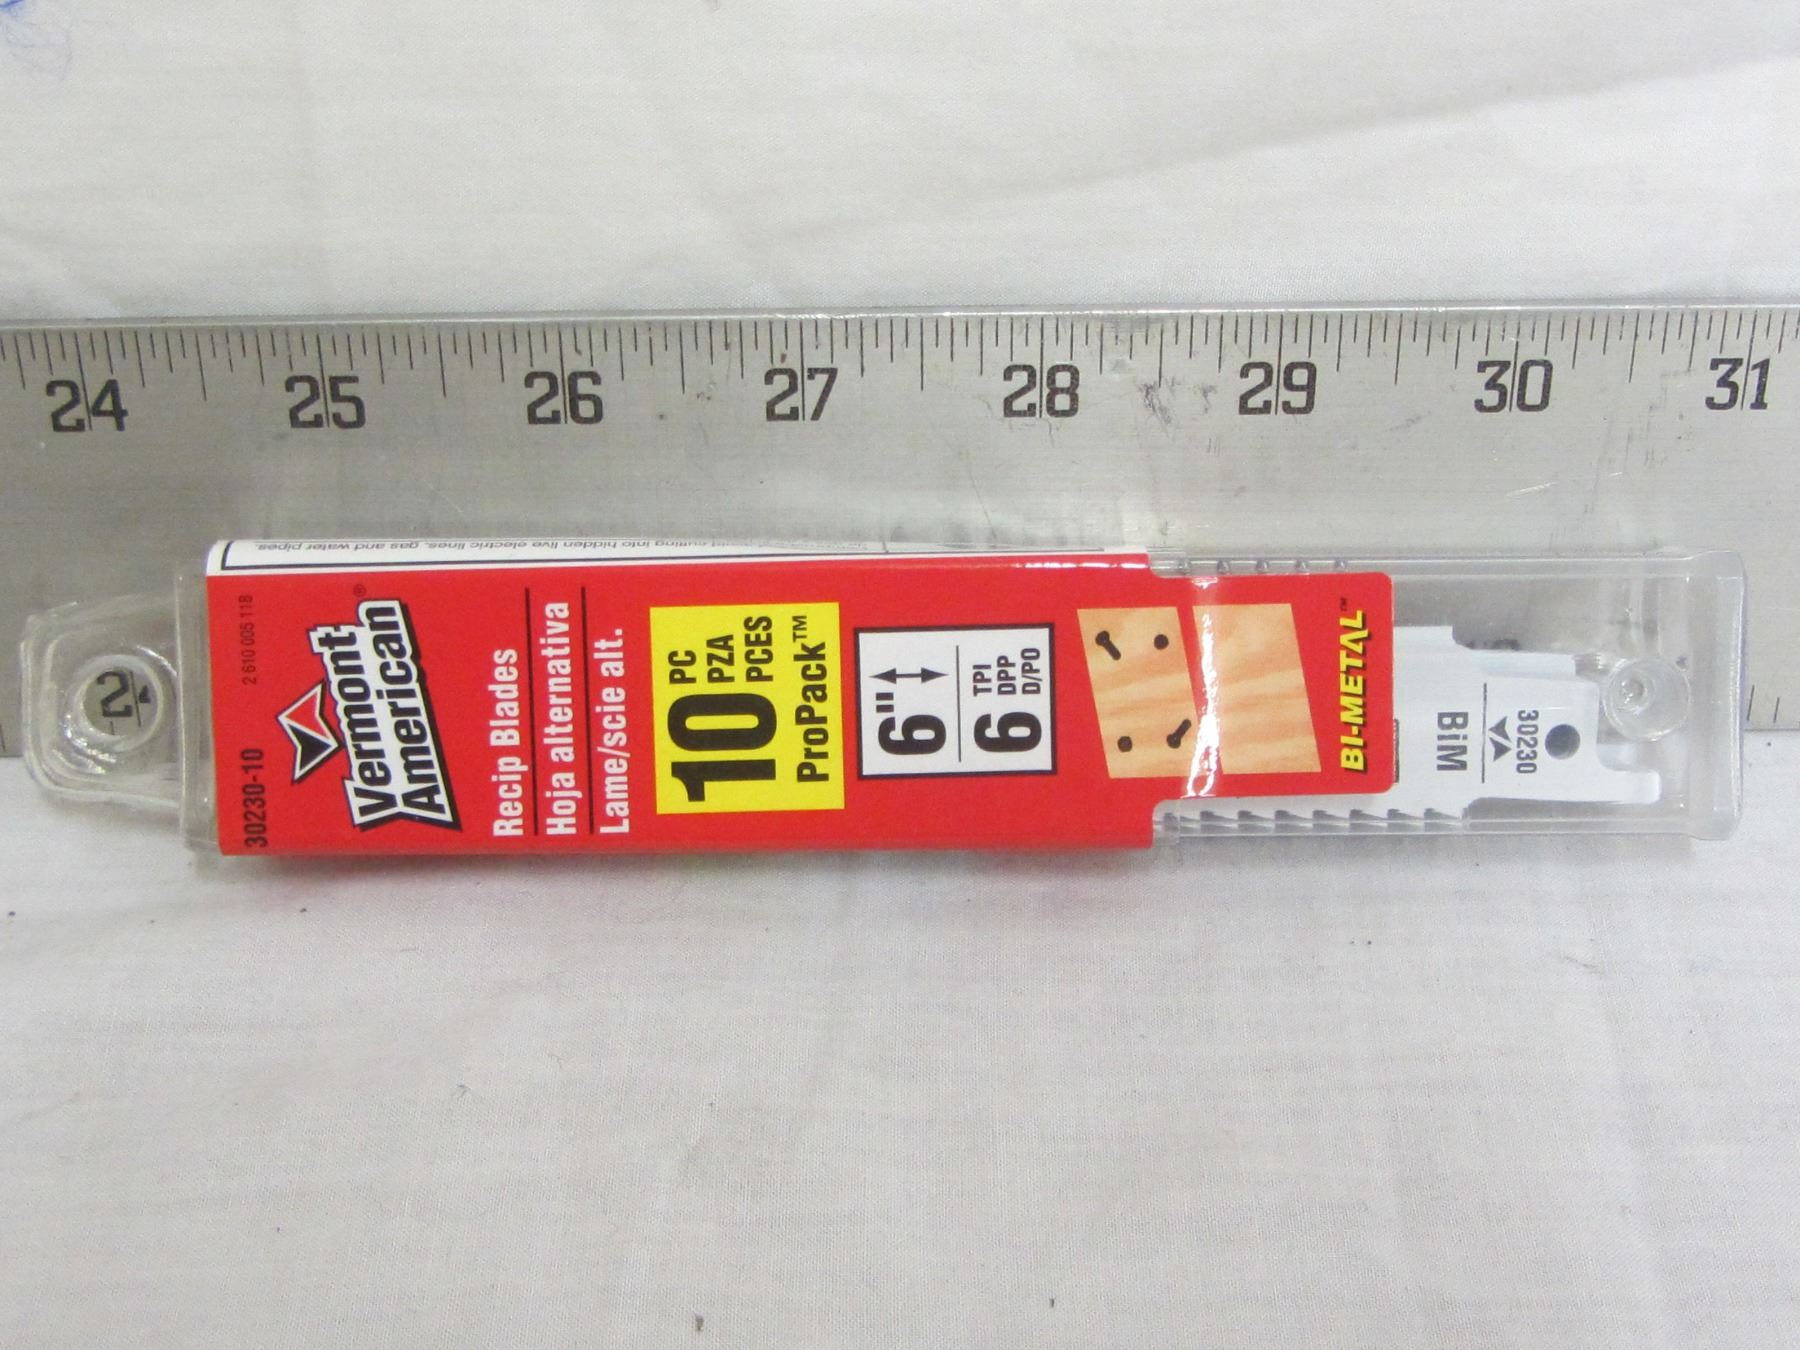 24 25 26 27 28 29 30 31
2
30230-10
2 610 005 118
Vermont
American®
Recip Blades
Hoja alternativa
Lame/scie alt.
10 PC
PZA
PCES
ProPack™
6"
6 TPI
DPP
D/PO
BI-METAL™
BiM
30230
cutting into hidden live electric lines, gas and water pipes.